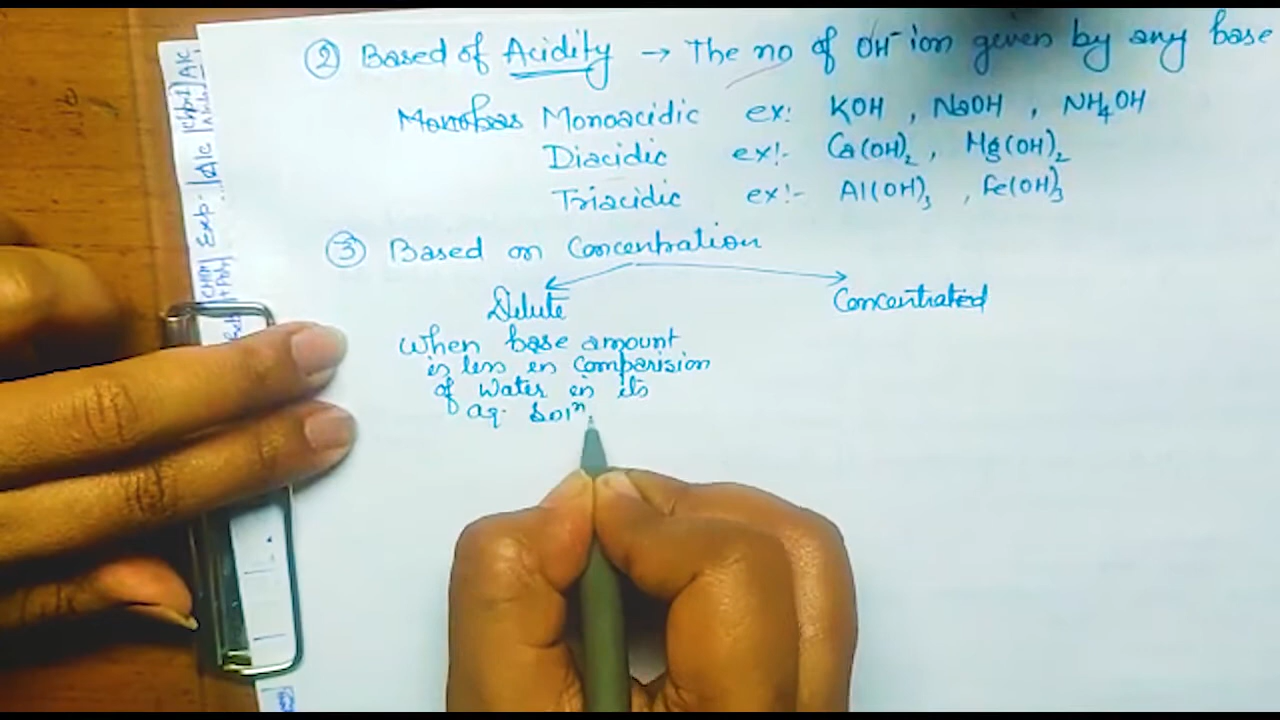 ② Based of Acidity → The no of OH⁻ ion given by any base
Monobas Monoacidic ex:- KOH , NaOH , NH₄OH
Diacidic ex:- Ca(OH)₂ , Mg(OH)₂
Triacidic ex:- Al(OH)₃ , Fe(OH)₃
③ Based on Concentration
Dilute Concentrated
When base amount
is less in Comparision
of Water in its
aq. Solⁿ.